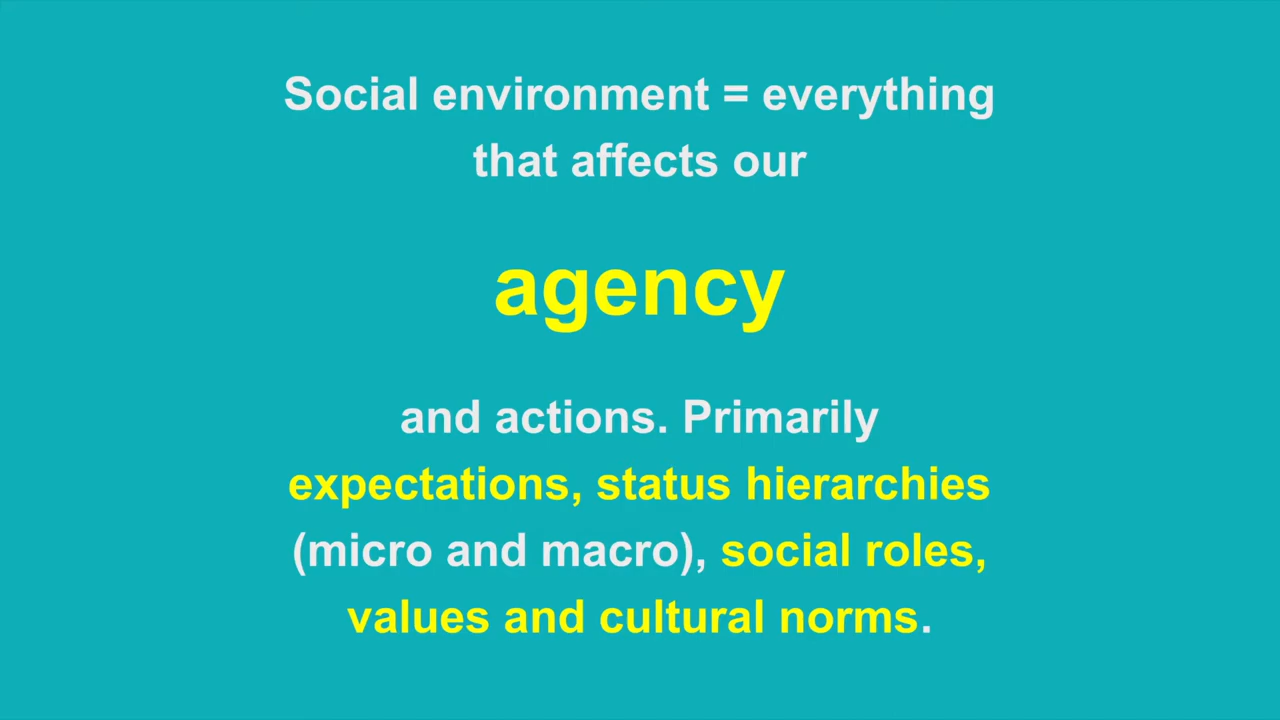 Social environment = everything
that affects our
agency
and actions. Primarily
expectations, status hierarchies
(micro and macro), social roles,
values and cultural norms.